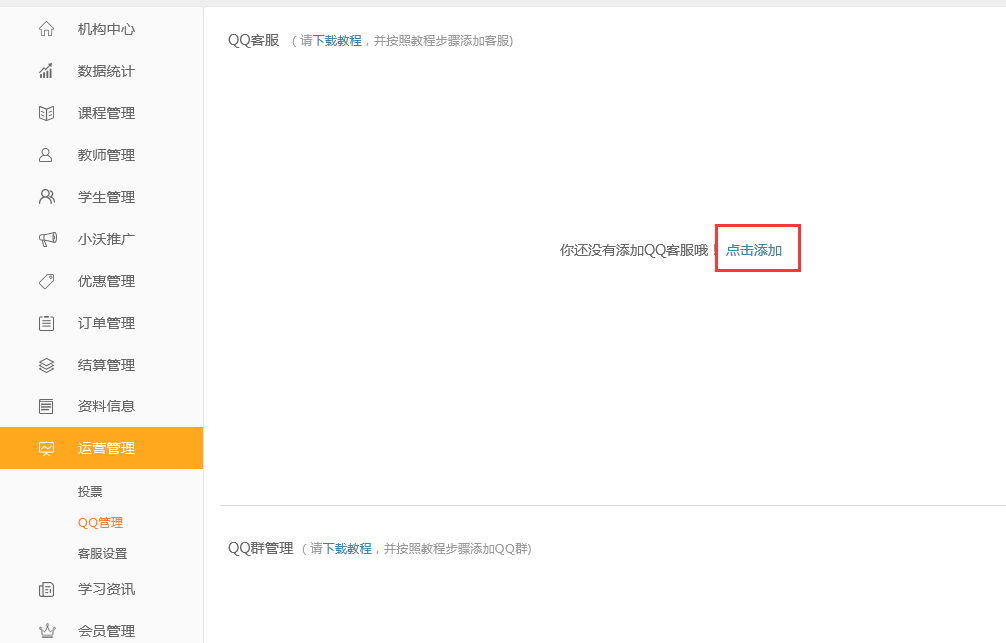 机构中心
数据统计
课程管理
教师管理
学生管理
小沃推广
优惠管理
订单管理
结算管理
资料信息
运营管理
投票
QQ管理
客服设置
学习资讯
会员管理
QQ客服 （请下载教程，并按照教程步骤添加客服）
你还没有添加QQ客服哦！点击添加
QQ群管理（请下载教程，并按照教程步骤添加QQ群）